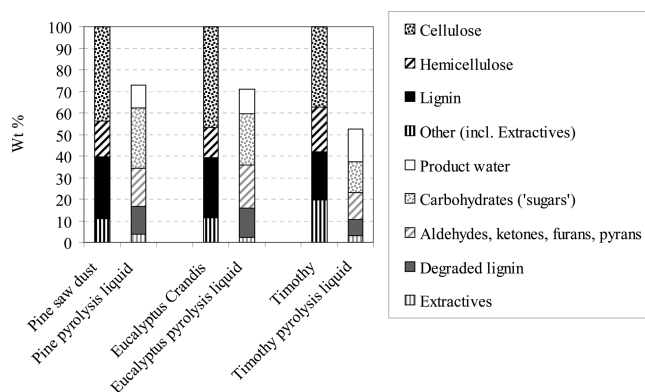 100
90
80
70
60
50
40
30
20
10
0
Wt %
Pine saw dust
Pine pyrolysis liquid
Eucalyptus Crandis
Eucalyptus pyrolysis liquid
Timothy
Timothy pyrolysis liquid
Cellulose
Hemicellulose
Lignin
Other (incl. Extractives)
Product water
Carbohydrates ('sugars')
Aldehydes, ketones, furans, pyrans
Degraded lignin
Extractives